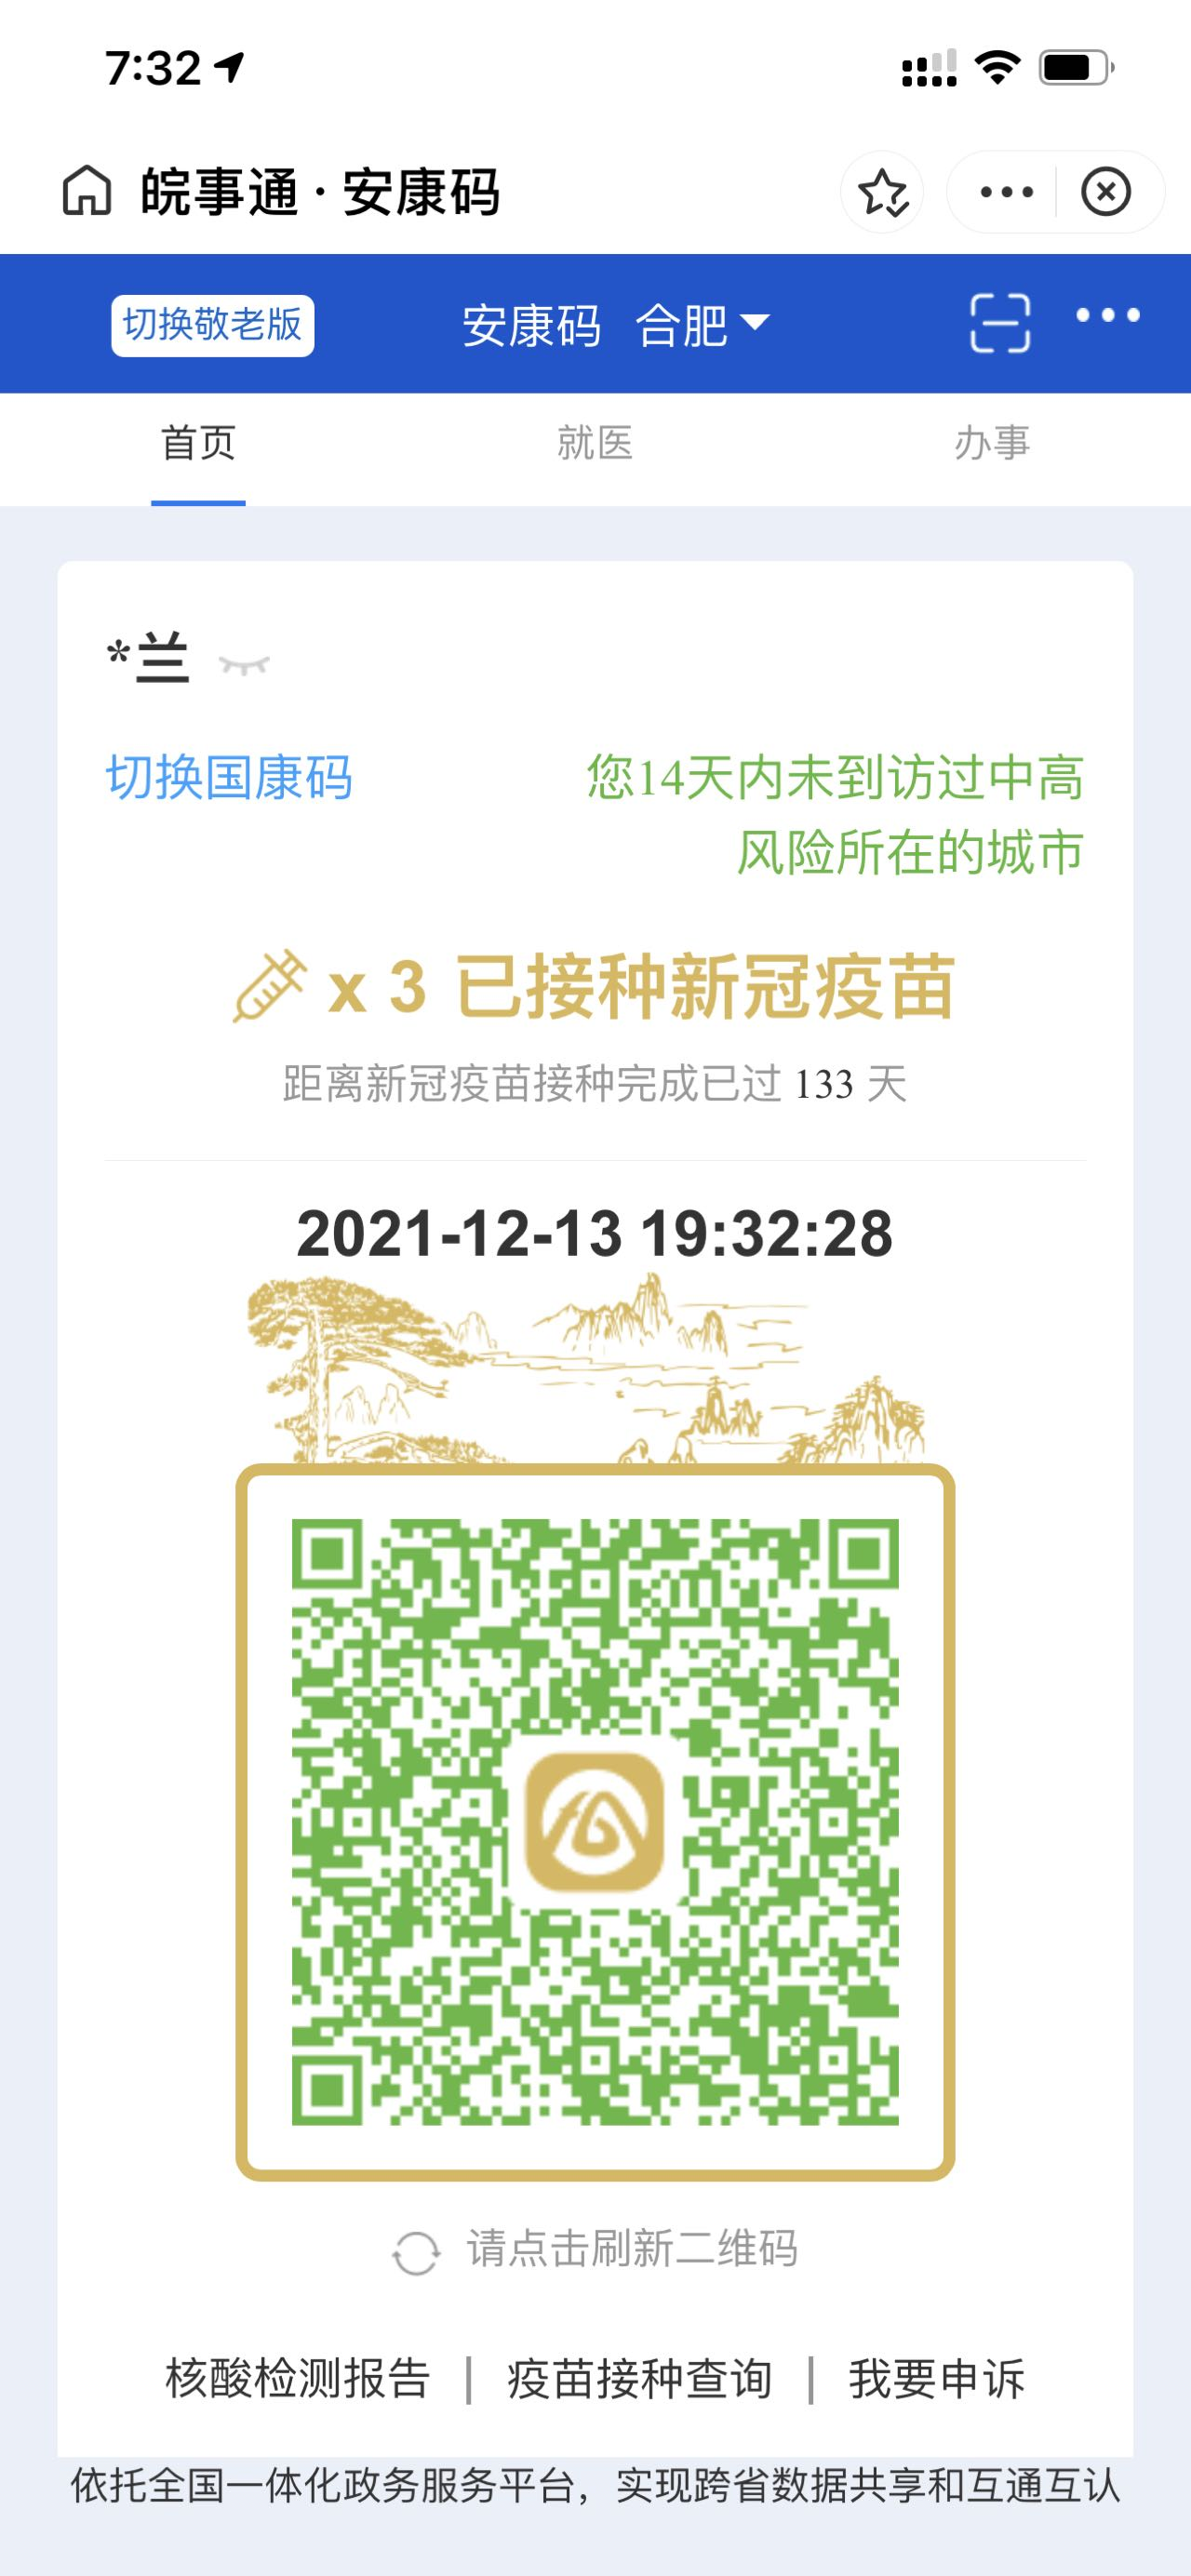 7:32
皖事通·安康码
切换敬老版 安康码 合肥
首页 就医 办事
*兰
切换国康码 您14天内未到访过中高
风险所在的城市
x 3 已接种新冠疫苗
距离新冠疫苗接种完成已过 133 天
2021-12-13 19:32:28
请点击刷新二维码
核酸检测报告 | 疫苗接种查询 | 我要申诉
依托全国一体化政务服务平台，实现跨省数据共享和互通互认